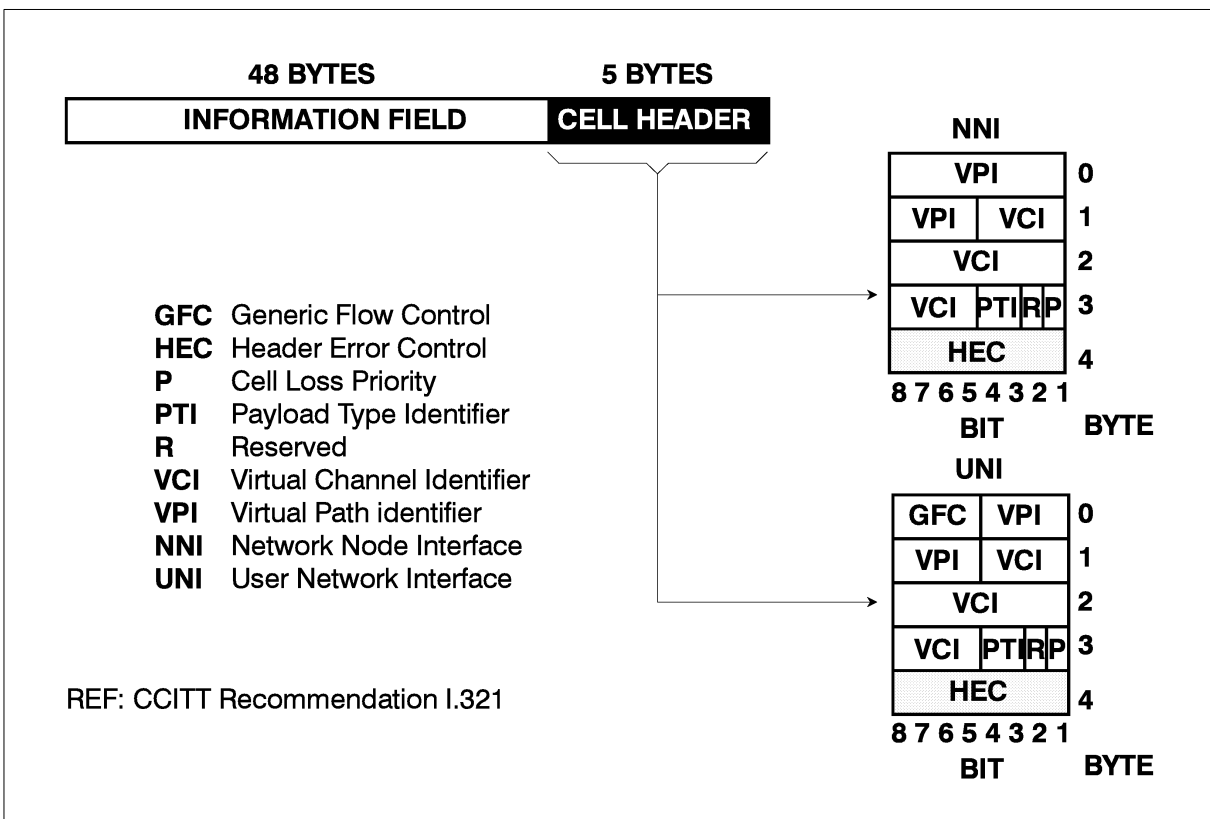 48 BYTES 5 BYTES
INFORMATION FIELD CELL HEADER
NNI
VPI 0
VPI VCI 1
VCI 2
VCI PTI R P 3
HEC 4
8 7 6 5 4 3 2 1
BIT BYTE
GFC Generic Flow Control
HEC Header Error Control
P Cell Loss Priority
PTI Payload Type Identifier
R Reserved
VCI Virtual Channel Identifier
VPI Virtual Path identifier
NNI Network Node Interface
UNI User Network Interface
UNI
GFC VPI 0
VPI VCI 1
VCI 2
VCI PTI R P 3
HEC 4
8 7 6 5 4 3 2 1
BIT BYTE
REF: CCITT Recommendation I.321